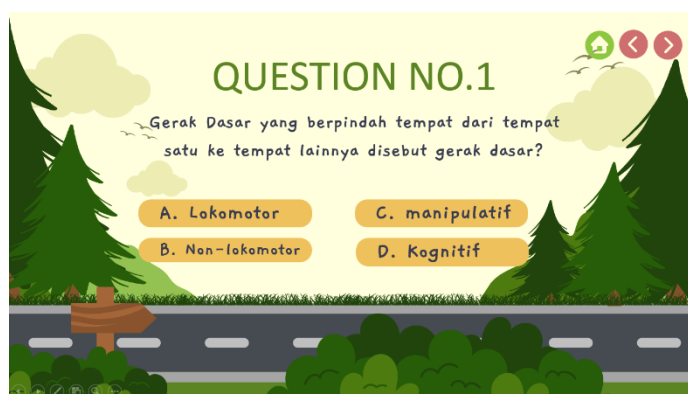 QUESTION NO.1
Gerak Dasar yang berpindah tempat dari tempat
satu ke tempat lainnya disebut gerak dasar?
A. Lokomotor
B. Non-lokomotor
C. manipulatif
D. Kognitif